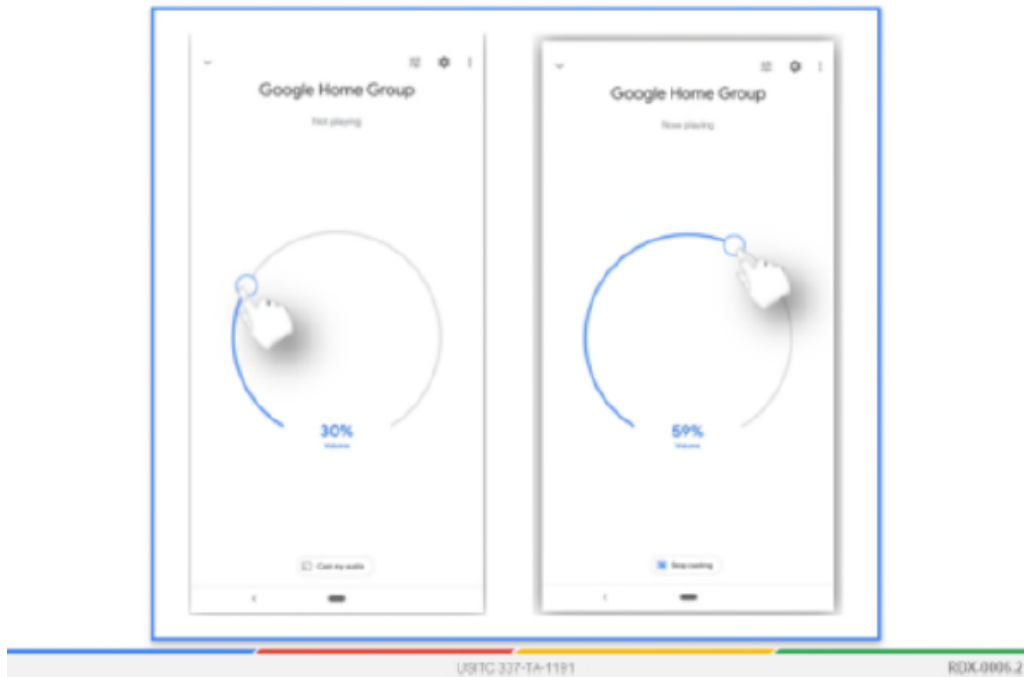 Google Home Group
Not playing
30%
Volume
Cast my audio
Google Home Group
Now playing
59%
Volume
Stop casting
USITC 337-TA-1191
RDX-0006.2